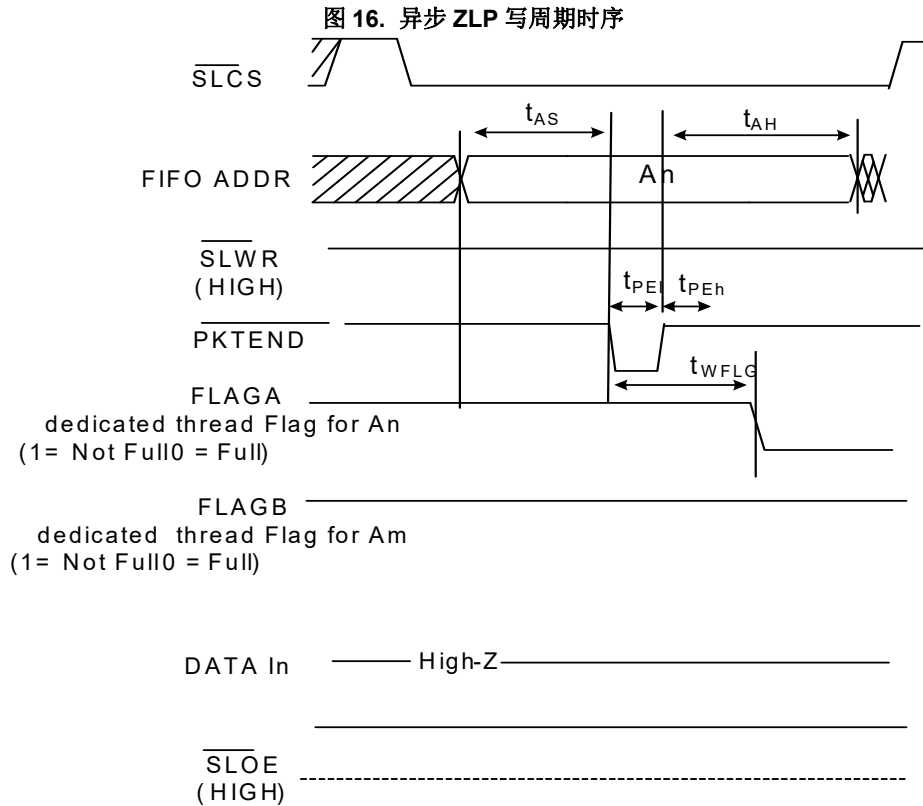 图 16. 异步 ZLP 写周期时序
SLCS
tAS
tAH
FIFO ADDR
An
SLWR
(HIGH)
tPEl
tPEh
PKTEND
tWFLG
FLAGA
dedicated thread Flag for An
(1= Not Full0 = Full)
FLAGB
dedicated thread Flag for Am
(1= Not Full0 = Full)
DATA In
High-Z
SLOE
(HIGH)